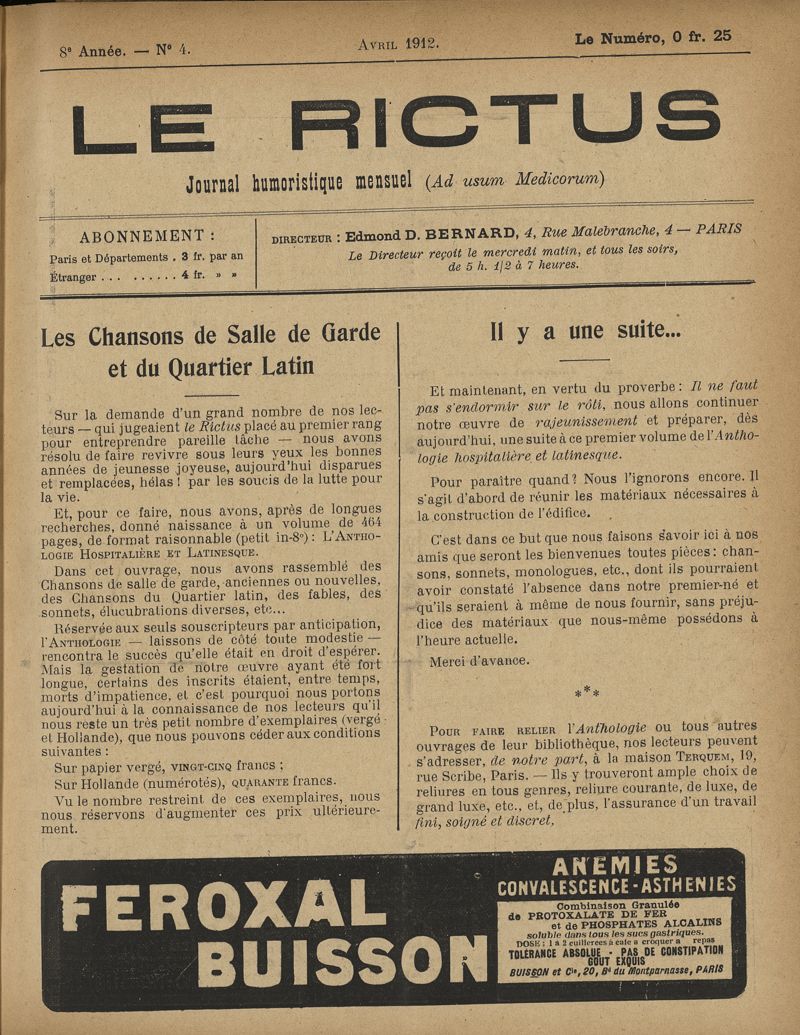 8e Année. — No 4.
Avril 1912.
Le Numéro, 0 fr. 25
LE RICTUS
Journal humoristique mensuel (Ad usum Medicorum)
ABONNEMENT :
Paris et Départements . 3 fr. par an
Étranger . . . . . . . . . 4 fr. » »
DIRECTEUR : Edmond D. BERNARD, 4, Rue Malebranche, 4 — PARIS
Le Directeur reçoit le mercredi matin, et tous les soirs,
de 5 h. 1/2 à 7 heures.
Les Chansons de Salle de Garde
et du Quartier Latin
Sur la demande d'un grand nombre de nos lec-
teurs — qui jugeaient le Rictus placé au premier rang
pour entreprendre pareille tâche — nous avons
résolu de faire revivre sous leurs yeux les bonnes
années de jeunesse joyeuse, aujourd'hui disparues
et remplacées, hélas ! par les soucis de la lutte pour
la vie.
Et, pour ce faire, nous avons, après de longues
recherches, donné naissance à un volume de 464
pages, de format raisonnable (petit in-8o) : L'Antho-
logie Hospitalière et Latinesque.
Dans cet ouvrage, nous avons rassemblé des
Chansons de salle de garde, anciennes ou nouvelles,
des Chansons du Quartier latin, des fables, des
sonnets, élucubrations diverses, etc...
Réservée aux seuls souscripteurs par anticipation,
l'Anthologie — laissons de côté toute modestie —
rencontra le succès qu'elle était en droit d'espérer.
Mais la gestation de notre œuvre ayant été fort
longue, certains des inscrits étaient, entre temps,
morts d'impatience, et c'est pourquoi nous portons
aujourd'hui à la connaissance de nos lecteurs qu'il
nous reste un très petit nombre d'exemplaires (vergé
et Hollande), que nous pouvons céder aux conditions
suivantes :
Sur papier vergé, vingt-cinq francs ;
Sur Hollande (numérotés), quarante francs.
Vu le nombre restreint de ces exemplaires, nous
nous réservons d'augmenter ces prix ultérieure-
ment.
Il y a une suite...
Et maintenant, en vertu du proverbe : Il ne faut
pas s'endormir sur le rôti, nous allons continuer
notre œuvre de rajeunissement et préparer, dès
aujourd'hui, une suite à ce premier volume de l'Antho-
logie hospitalière et latinesque.
Pour paraître quand ? Nous l'ignorons encore. Il
s'agit d'abord de réunir les matériaux nécessaires à
la construction de l'édifice.
C'est dans ce but que nous faisons savoir ici à nos
amis que seront les bienvenues toutes pièces : chan-
sons, sonnets, monologues, etc., dont ils pourraient
avoir constaté l'absence dans notre premier-né et
qu'ils seraient à même de nous fournir, sans préju-
dice des matériaux que nous-même possédons à
l'heure actuelle.
Merci d'avance.
***
Pour faire relier l'Anthologie ou tous autres
ouvrages de leur bibliothèque, nos lecteurs peuvent
s'adresser, de notre part, à la maison Terquem, 19,
rue Scribe, Paris. — Ils y trouveront ample choix de
reliures en tous genres, reliure courante, de luxe, de
grand luxe, etc., et, de plus, l'assurance d'un travail
fini, soigné et discret.
FEROXAL
BUISSON
ANEMIES
CONVALESCENCE - ASTHENIES
Combinaison Granulée
de PROTOXALATE DE FER
et de PHOSPHATES ALCALINS
soluble dans tous les sucs gastriques.
DOSE : 1 à 2 cuillerées à café a croquer a repas
TOLÉRANCE ABSOLUE - PAS DE CONSTIPATION
GOUT EXQUIS
BUISSON et Cie, 20, Bd du Montparnasse, PARIS